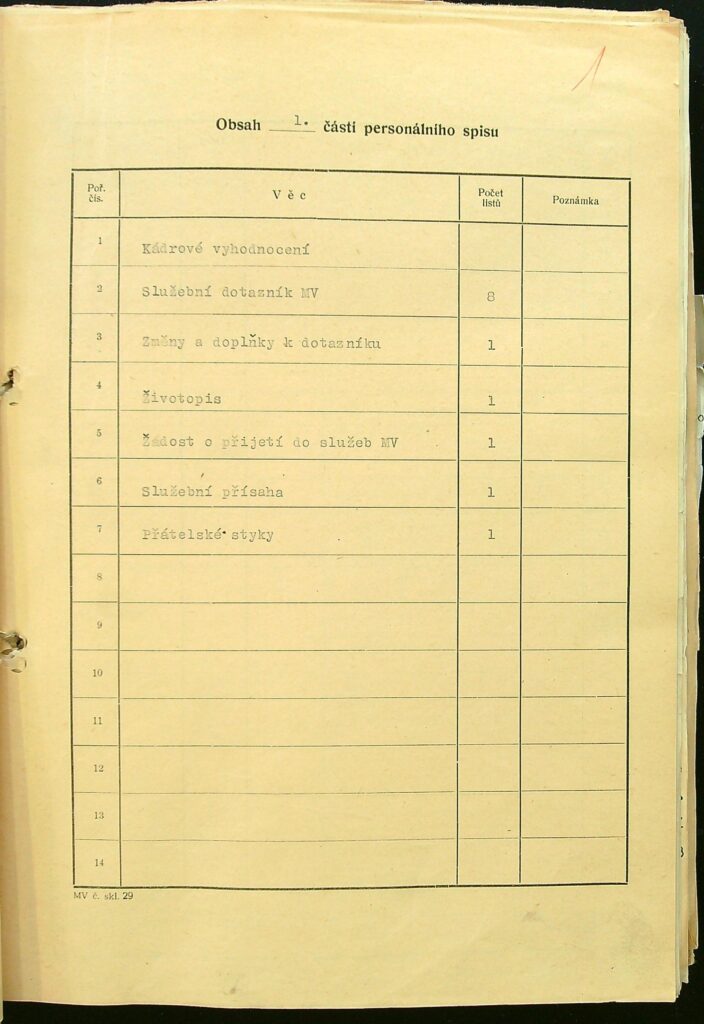 1
Obsah 1. části personálního spisu
Poř. čís. Věc Počet listů Poznámka
1 Kádrové vyhodnocení
2 Služební dotazník MV 8
3 Změny a doplňky k dotazníku 1
4 Životopis 1
5 Žádost o přijetí do služeb MV 1
6 Služební přísaha 1
7 Přátelské styky 1
8
9
10
11
12
13
14
MV č. skl. 29